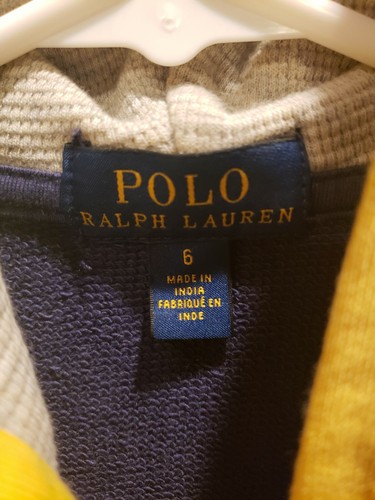 POLO
RALPH LAUREN
6
MADE IN
INDIA
FABRIQUÉ EN
INDE